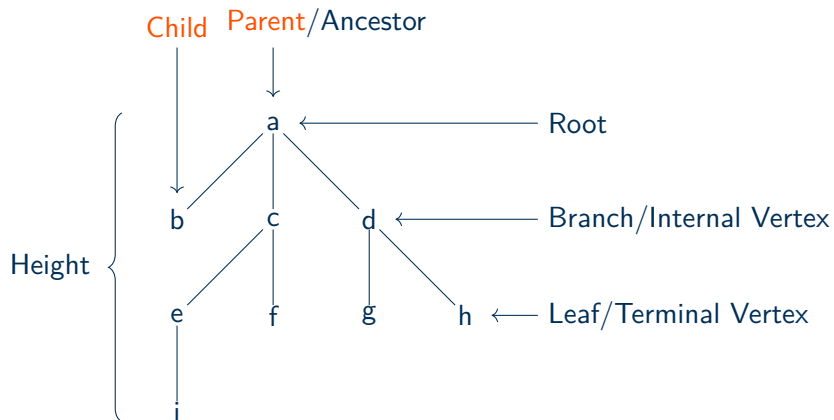 Child Parent/Ancestor
a Root
b c d Branch/Internal Vertex
Height
e f g h Leaf/Terminal Vertex